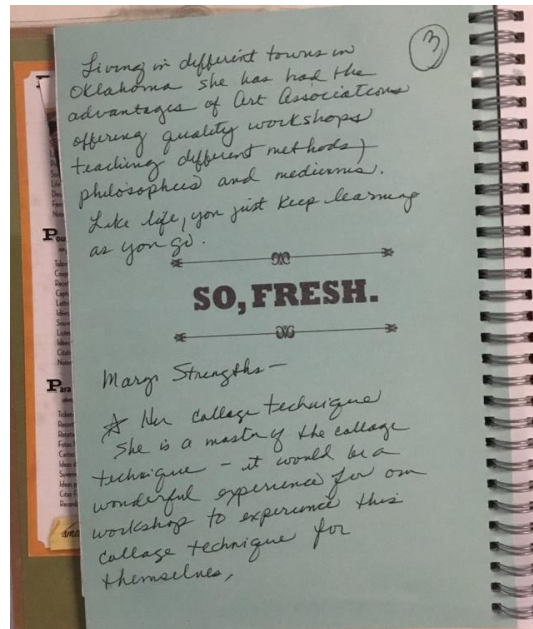 3
Living in different towns in
Oklahoma she has had the
advantages of Art Associations
offering quality workshops
teaching different methods,
philosophies and mediums.
Like life, you just keep learning
as you go.
SO, FRESH.
Marys Strengths —
☆ Her collage technique
She is a master of the collage
technique – it would be a
wonderful experience for our
workshop to experience this
collage technique for
themselves,